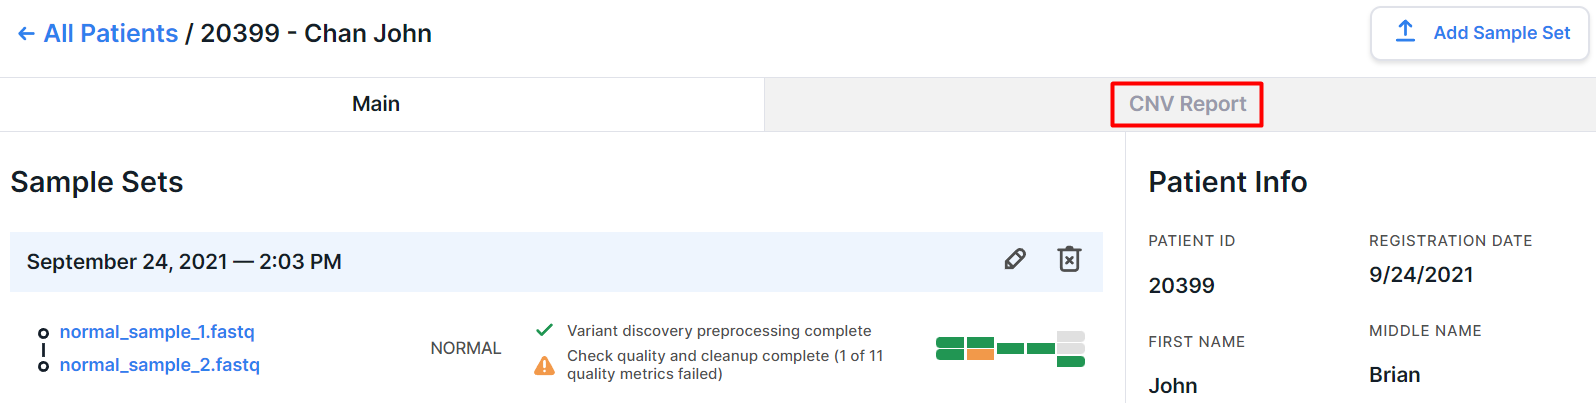 ← All Patients / 20399 - Chan John
Add Sample Set
Main
CNV Report
Sample Sets
September 24, 2021 — 2:03 PM
normal_sample_1.fastq
normal_sample_2.fastq
NORMAL
Variant discovery preprocessing complete
Check quality and cleanup complete (1 of 11
quality metrics failed)
Patient Info
PATIENT ID
20399
REGISTRATION DATE
9/24/2021
FIRST NAME
John
MIDDLE NAME
Brian